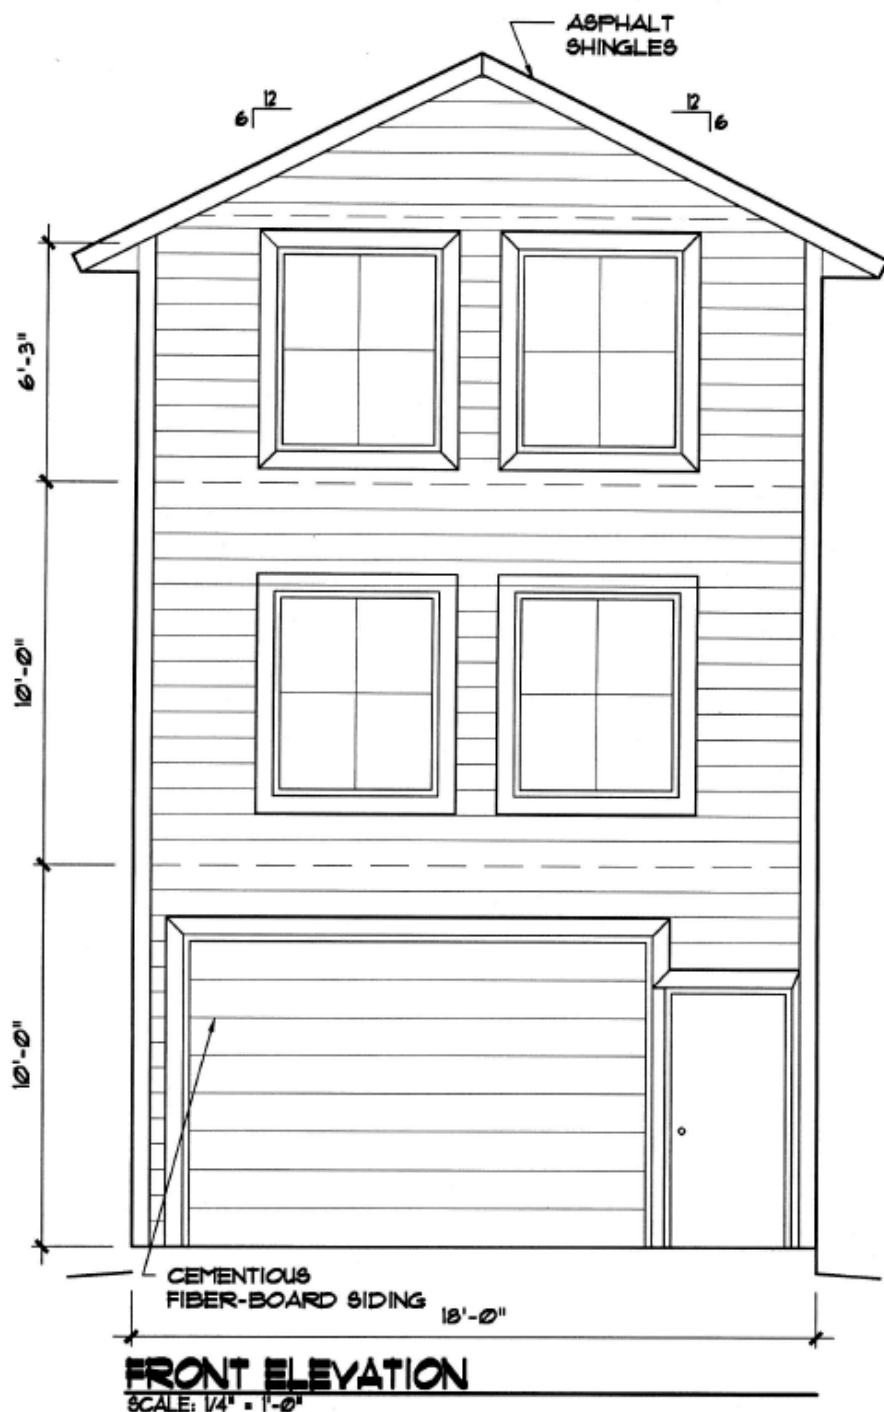 ASPHALT
SHINGLES
12
6
12
6
6'-3"
10'-0"
10'-0"
CEMENTIOUS
FIBER-BOARD SIDING
18'-0"
FRONT ELEVATION
SCALE: 1/4" = 1'-0"